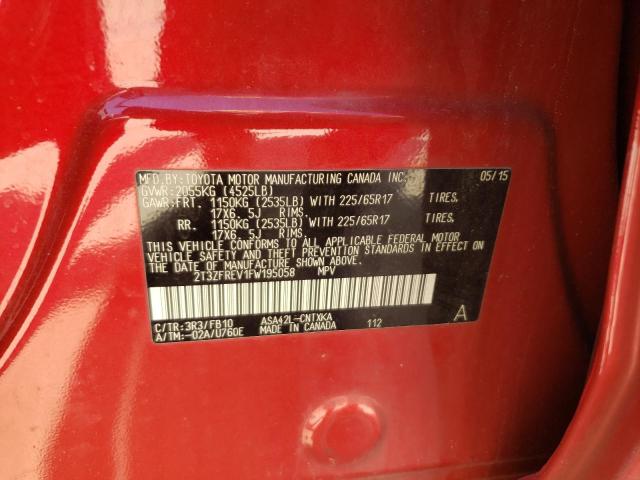 MFD.BY:TOYOTA MOTOR MANUFACTURING CANADA INC. 05/15
GVWR:2055KG (4525LB)
GAWR:FRT. 1150KG (2535LB) WITH 225/65R17 TIRES.
17X6. 5J RIMS.
RR. 1150KG (2535LB) WITH 225/65R17 TIRES.
17X6. 5J RIMS.
THIS VEHICLE CONFORMS TO ALL APPLICABLE FEDERAL MOTOR
VEHICLE SAFETY AND THEFT PREVENTION STANDARDS IN EFFECT ON
THE DATE OF MANUFACTURE SHOWN ABOVE.
2T3ZFREV1FW195058 MPV
C/TR:3R3/FB10 ASA42L-CNTXKA A
A/TM:-02A/U760E MADE IN CANADA 112